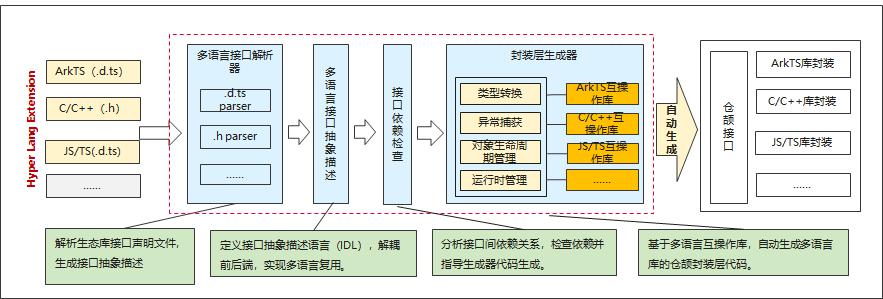 Hyper Lang Extension
ArkTS（.d.ts）
C/C++（.h）
JS/TS(.d.ts)
......
多语言接口解析
器
.d.ts
parser
.h parser
......
多语言接口抽象描述
接口依赖检查
封装层生成器
类型转换
异常捕获
对象生命周
期管理
运行时管理
ArkTS互操
作库
C/C++互
操作库
JS/TS互操
作库
......
自动生成
仓颉接口
ArkTS库封装
C/C++库封装
JS/TS库封装
......
解析生态库接口声明文件，
生成接口抽象描述
定义接口抽象描述语言（IDL），解耦
前后端，实现多语言复用。
分析接口间依赖关系，检查依赖并
指导生成器代码生成。
基于多语言互操作库，自动生成多语言
库的仓颉封装层代码。